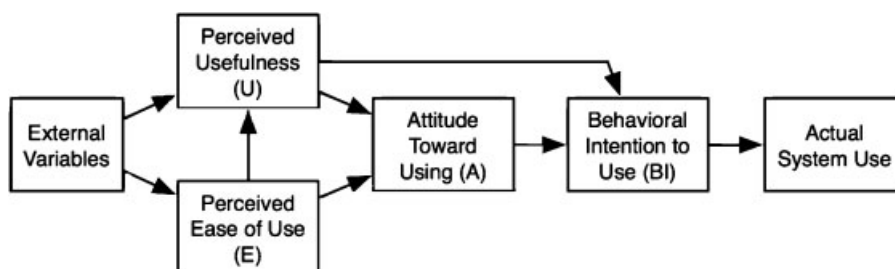 External
Variables
Perceived
Usefulness
(U)
Perceived
Ease of Use
(E)
Attitude
Toward
Using (A)
Behavioral
Intention to
Use (BI)
Actual
System Use